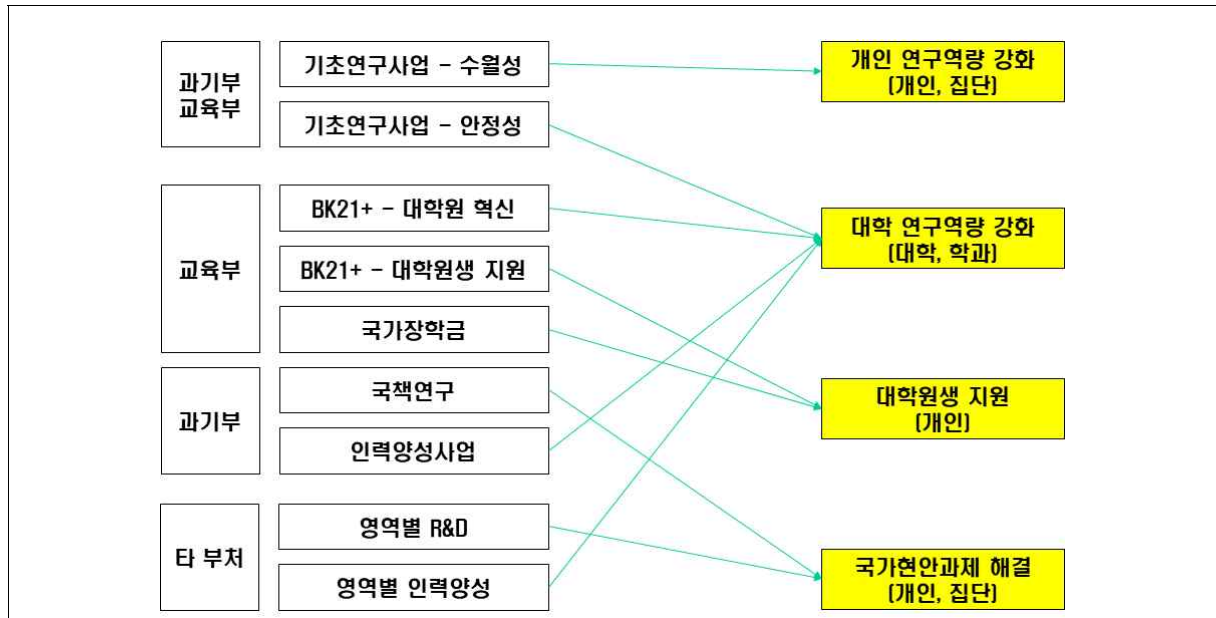 과기부
교육부
기초연구사업 - 수월성
기초연구사업 - 안정성
교육부
BK21+ - 대학원 혁신
BK21+ - 대학원생 지원
국가장학금
과기부
국책연구
인력양성사업
타 부처
영역별 R&D
영역별 인력양성
개인 연구역량 강화
(개인, 집단)
대학 연구역량 강화
(대학, 학과)
대학원생 지원
(개인)
국가현안과제 해결
(개인, 집단)